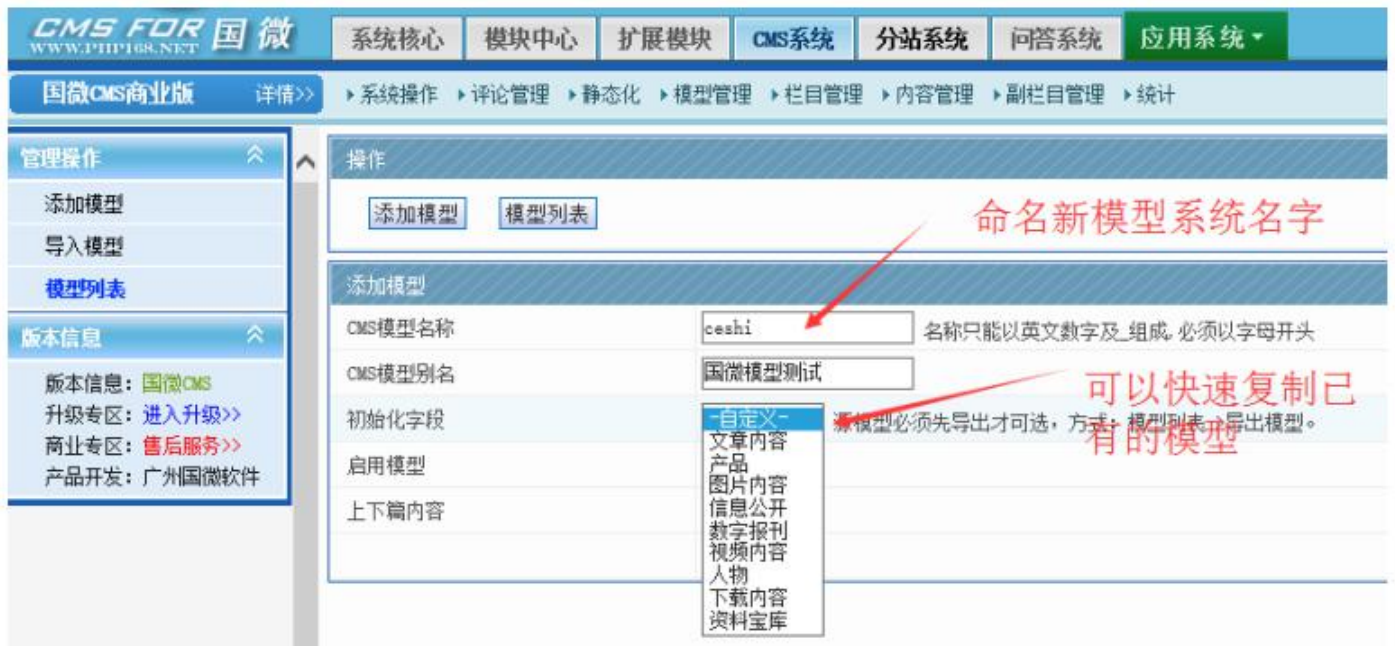 CMS FOR 国微
WWW.PHP168.NET
系统核心 模块中心 扩展模块 CMS系统 分站系统 问答系统 应用系统
国微CMS商业版 详情>>
系统操作 评论管理 静态化 模型管理 栏目管理 内容管理 副栏目管理 统计
管理操作
添加模型
导入模型
模型列表
版本信息
版本信息：国微CMS
升级专区：进入升级>>
商业专区：售后服务>>
产品开发：广州国微软件
操作
添加模型 模型列表
命名新模型系统名字
添加模型
CMS模型名称 ceshi 名称只能以英文数字及_组成,必须以字母开头
CMS模型别名 国微模型测试
可以快速复制已
有的模型
初始化字段 -自定义- 源模型必须先导出才可选，方式：模型列表->导出模型。
文章内容
产品
图片内容
信息公开
数字报刊
视频内容
人物
下载内容
资料宝库
启用模型
上下篇内容